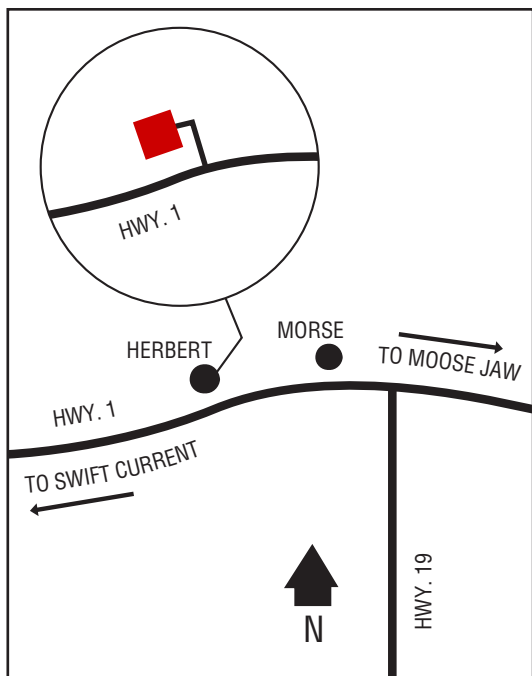 HWY. 1
MORSE
HERBERT
TO MOOSE JAW
HWY. 1
TO SWIFT CURRENT
HWY. 19
N